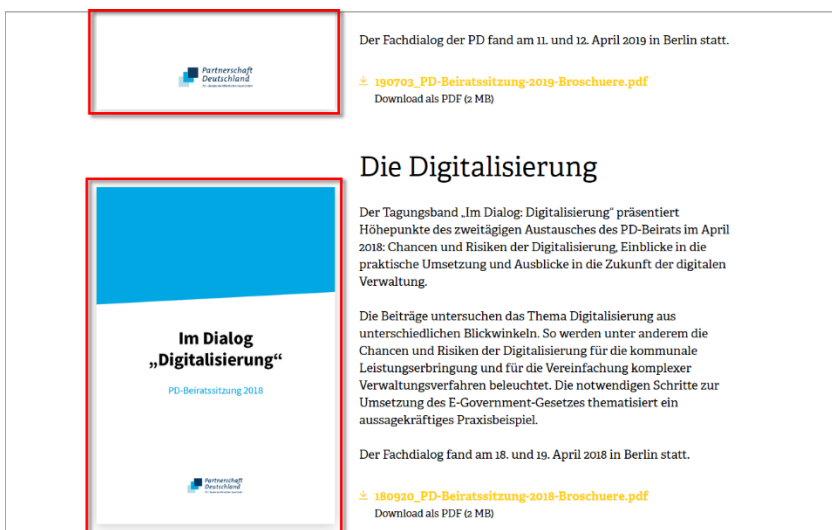 Partnerschaft
Deutschland
Der Fachdialog der PD fand am 11. und 12. April 2019 in Berlin statt.
190703_PD-Beiratssitzung-2019-Broschuere.pdf
Download als PDF (2 MB)
Die Digitalisierung
Der Tagungsband „Im Dialog: Digitalisierung“ präsentiert
Höhepunkte des zweitägigen Austausches des PD-Beirats im April
2018: Chancen und Risiken der Digitalisierung, Einblicke in die
praktische Umsetzung und Ausblicke in die Zukunft der digitalen
Verwaltung.
Die Beiträge untersuchen das Thema Digitalisierung aus
unterschiedlichen Blickwinkeln. So werden unter anderem die
Chancen und Risiken der Digitalisierung für die kommunale
Leistungserbringung und für die Vereinfachung komplexer
Verwaltungsverfahren beleuchtet. Die notwendigen Schritte zur
Umsetzung des E-Government-Gesetzes thematisiert ein
aussagekräftiges Praxisbeispiel.
Der Fachdialog fand am 18. und 19. April 2018 in Berlin statt.
180920_PD-Beiratssitzung-2018-Broschuere.pdf
Download als PDF (2 MB)
Im Dialog
„Digitalisierung“
PD-Beiratssitzung 2018
Partnerschaft
Deutschland